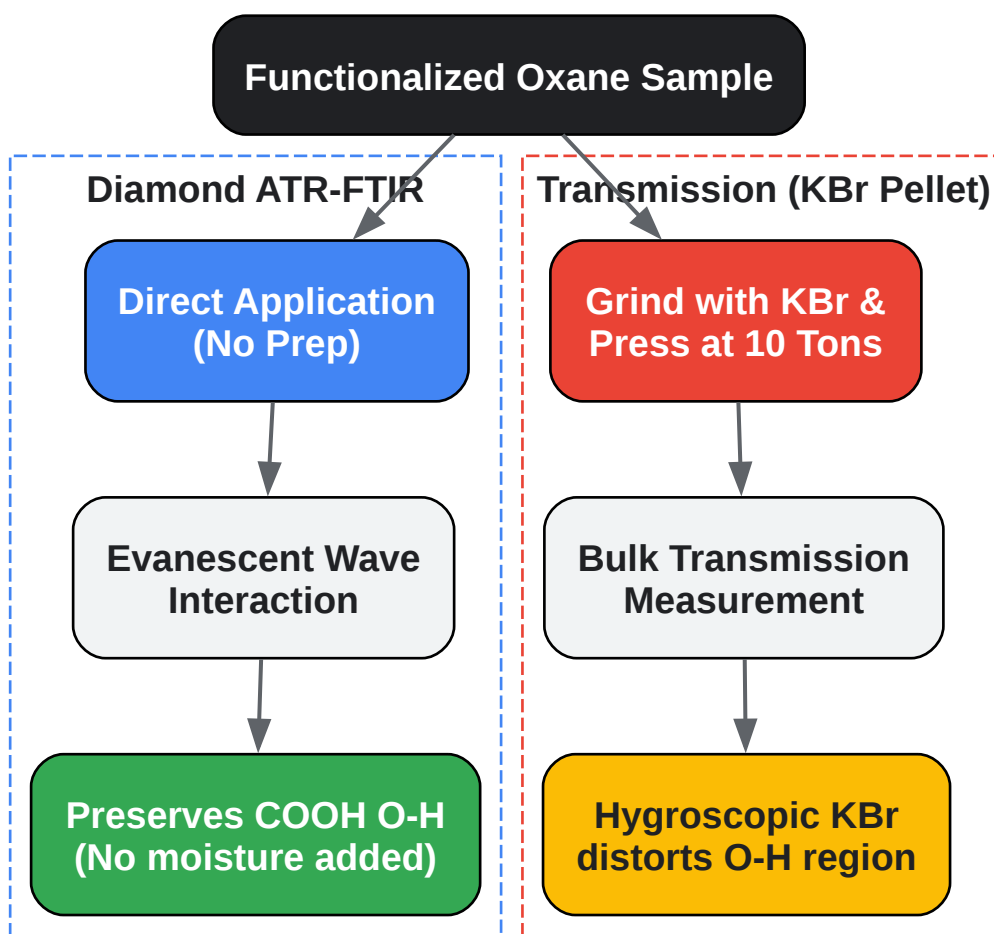 Functionalized Oxane Sample
Diamond ATR-FTIR
Direct Application
(No Prep)
Evanescent Wave
Interaction
Preserves COOH O-H
(No moisture added)
Transmission (KBr Pellet)
Grind with KBr &
Press at 10 Tons
Bulk Transmission
Measurement
Hygroscopic KBr
distorts O-H region